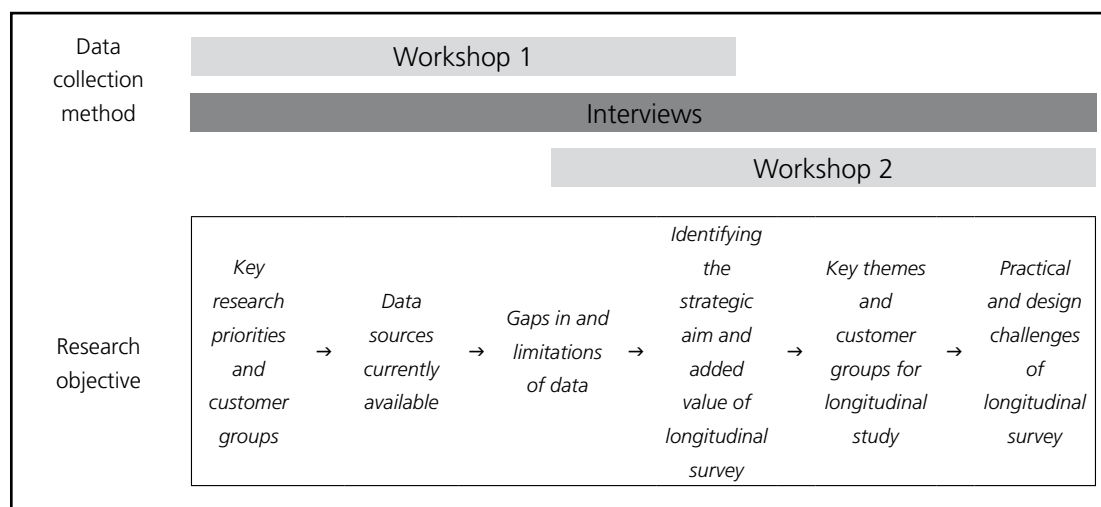 Data
collection
method
Workshop 1
Interviews
Workshop 2
Research
objective
Key
research
priorities
and
customer
groups
→
Data
sources
currently
available
→
Gaps in and
limitations
of data
→
Identifying
the
strategic
aim and
added
value of
longitudinal
survey
→
Key themes
and
customer
groups for
longitudinal
study
→
Practical
and design
challenges
of
longitudinal
survey